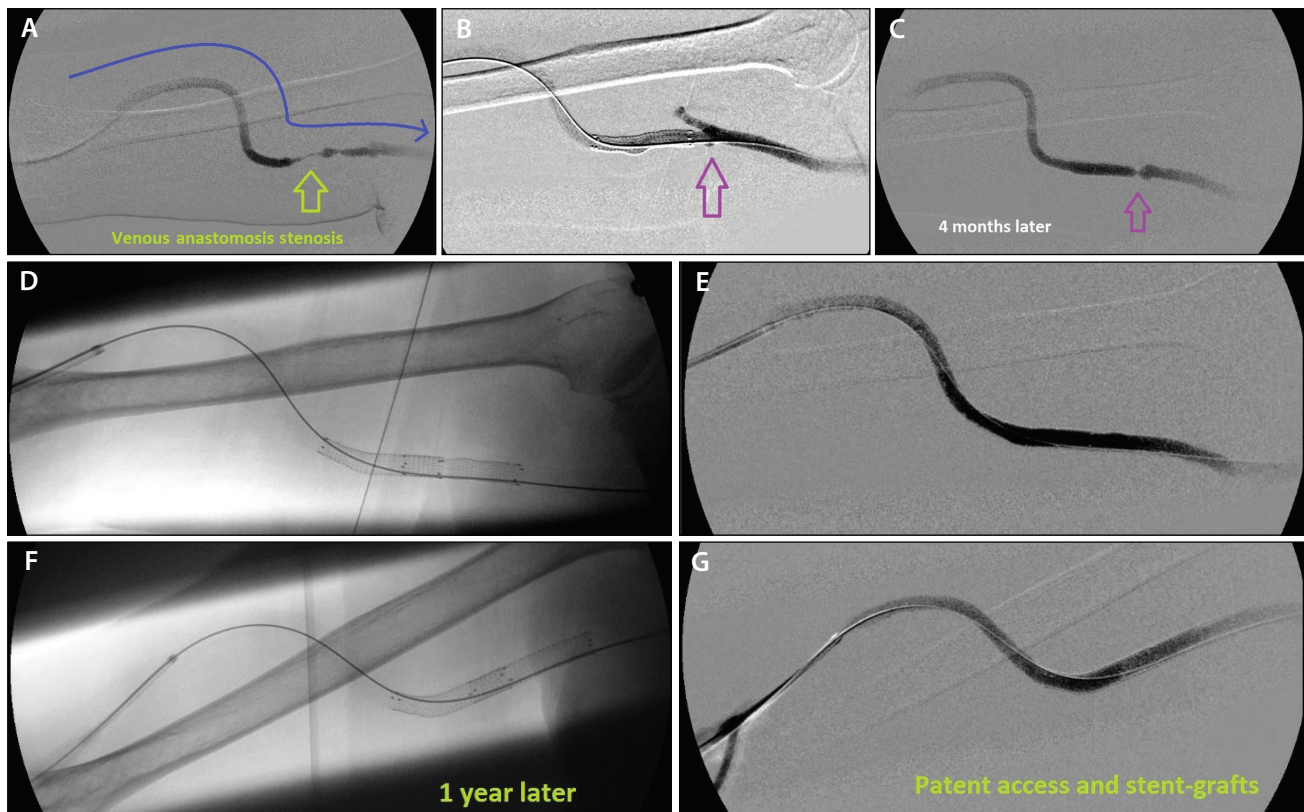 A
B
C
Venous anastomosis stenosis
4 months later
D
E
F
G
1 year later
Patent access and stent-grafts